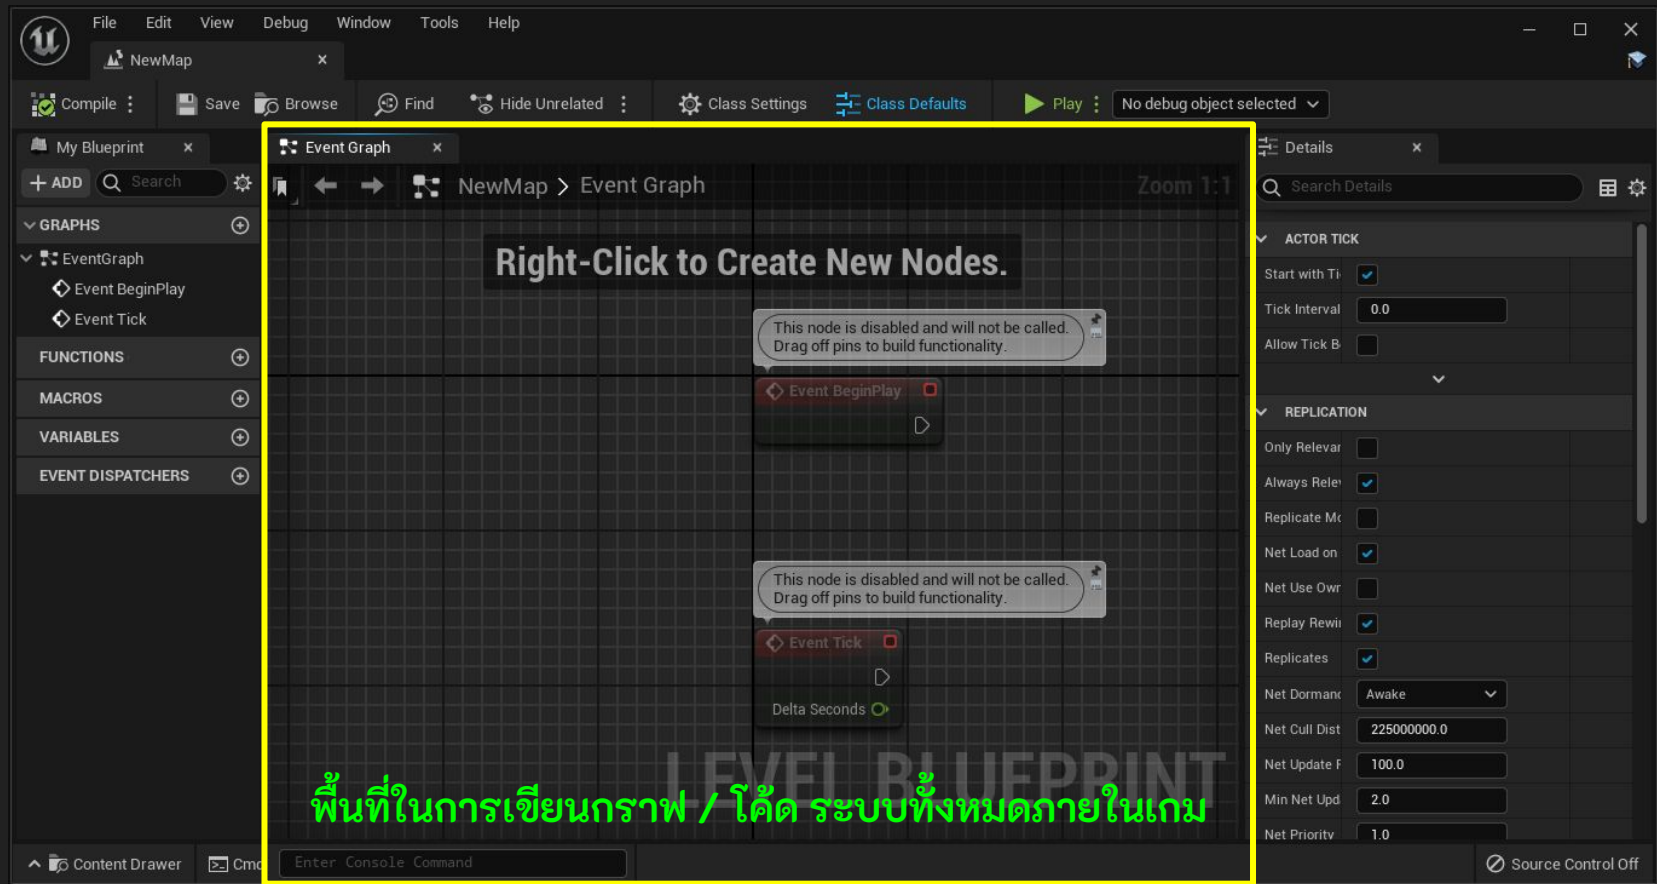 File Edit View Debug Window Tools Help
NewMap
Compile Save Browse Find Hide Unrelated Class Settings Class Defaults Play No debug object selected
My Blueprint
ADD Search
GRAPHS
EventGraph
Event BeginPlay
Event Tick
FUNCTIONS
MACROS
VARIABLES
EVENT DISPATCHERS
Event Graph
NewMap > Event Graph Zoom 1:1
Right-Click to Create New Nodes.
This node is disabled and will not be called.
Drag off pins to build functionality.
Event BeginPlay
This node is disabled and will not be called.
Drag off pins to build functionality.
Event Tick
Delta Seconds
LEVEL BLUEPRINT
พื้นที่ในการเขียนกราฟ / โค้ด ระบบทั้งหมดภายในเกม
Details
Search Details
ACTOR TICK
Start with Ti
Tick Interval 0.0
Allow Tick B
REPLICATION
Only Relevar
Always Rele
Replicate Mo
Net Load on
Net Use Owr
Replay Rewi
Replicates
Net Dormanc Awake
Net Cull Dist 225000000.0
Net Update F 100.0
Min Net Upd 2.0
Net Priority 1.0
Content Drawer Cmd Enter Console Command Source Control Off